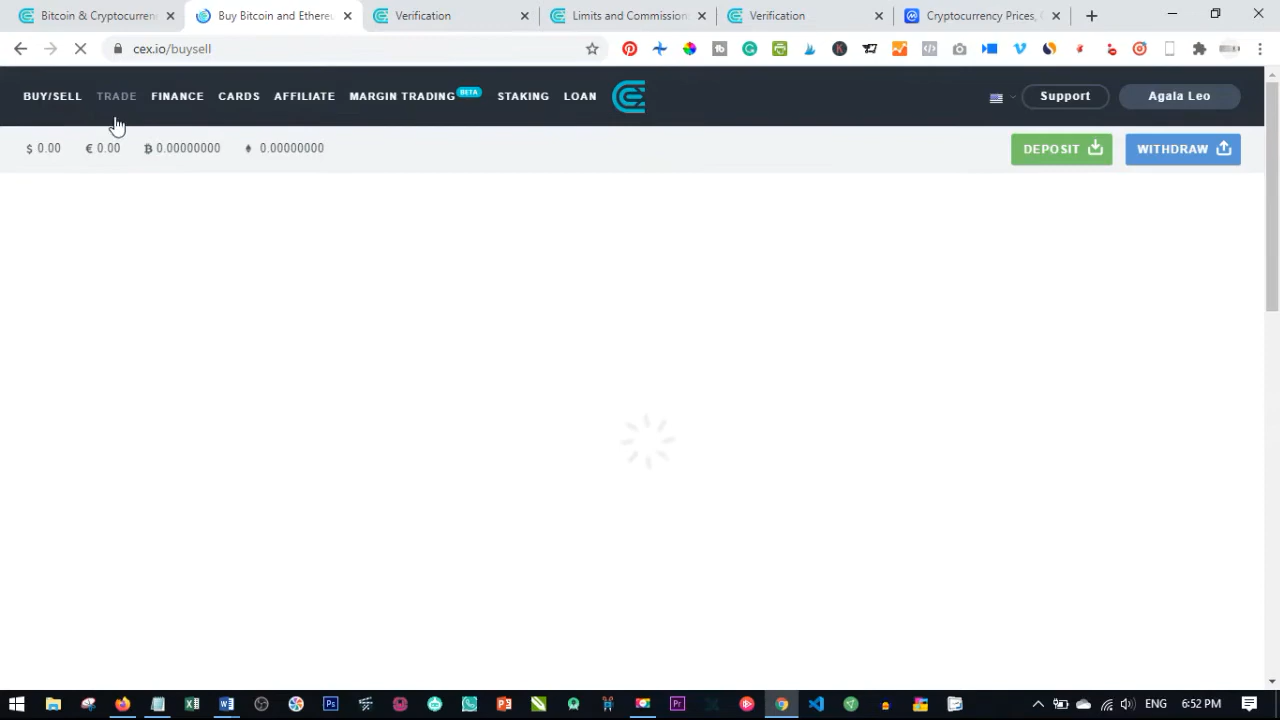 Bitcoin & Cryptocurren
Buy Bitcoin and Ethereu
Verification
Limits and Commission
Verification
Cryptocurrency Prices, C
cex.io/buysell
BUY/SELL TRADE FINANCE CARDS AFFILIATE MARGIN TRADING BETA STAKING LOAN
Support
Agala Leo
$ 0.00
€ 0.00
0.00000000
0.00000000
DEPOSIT
WITHDRAW
ENG
6:52 PM